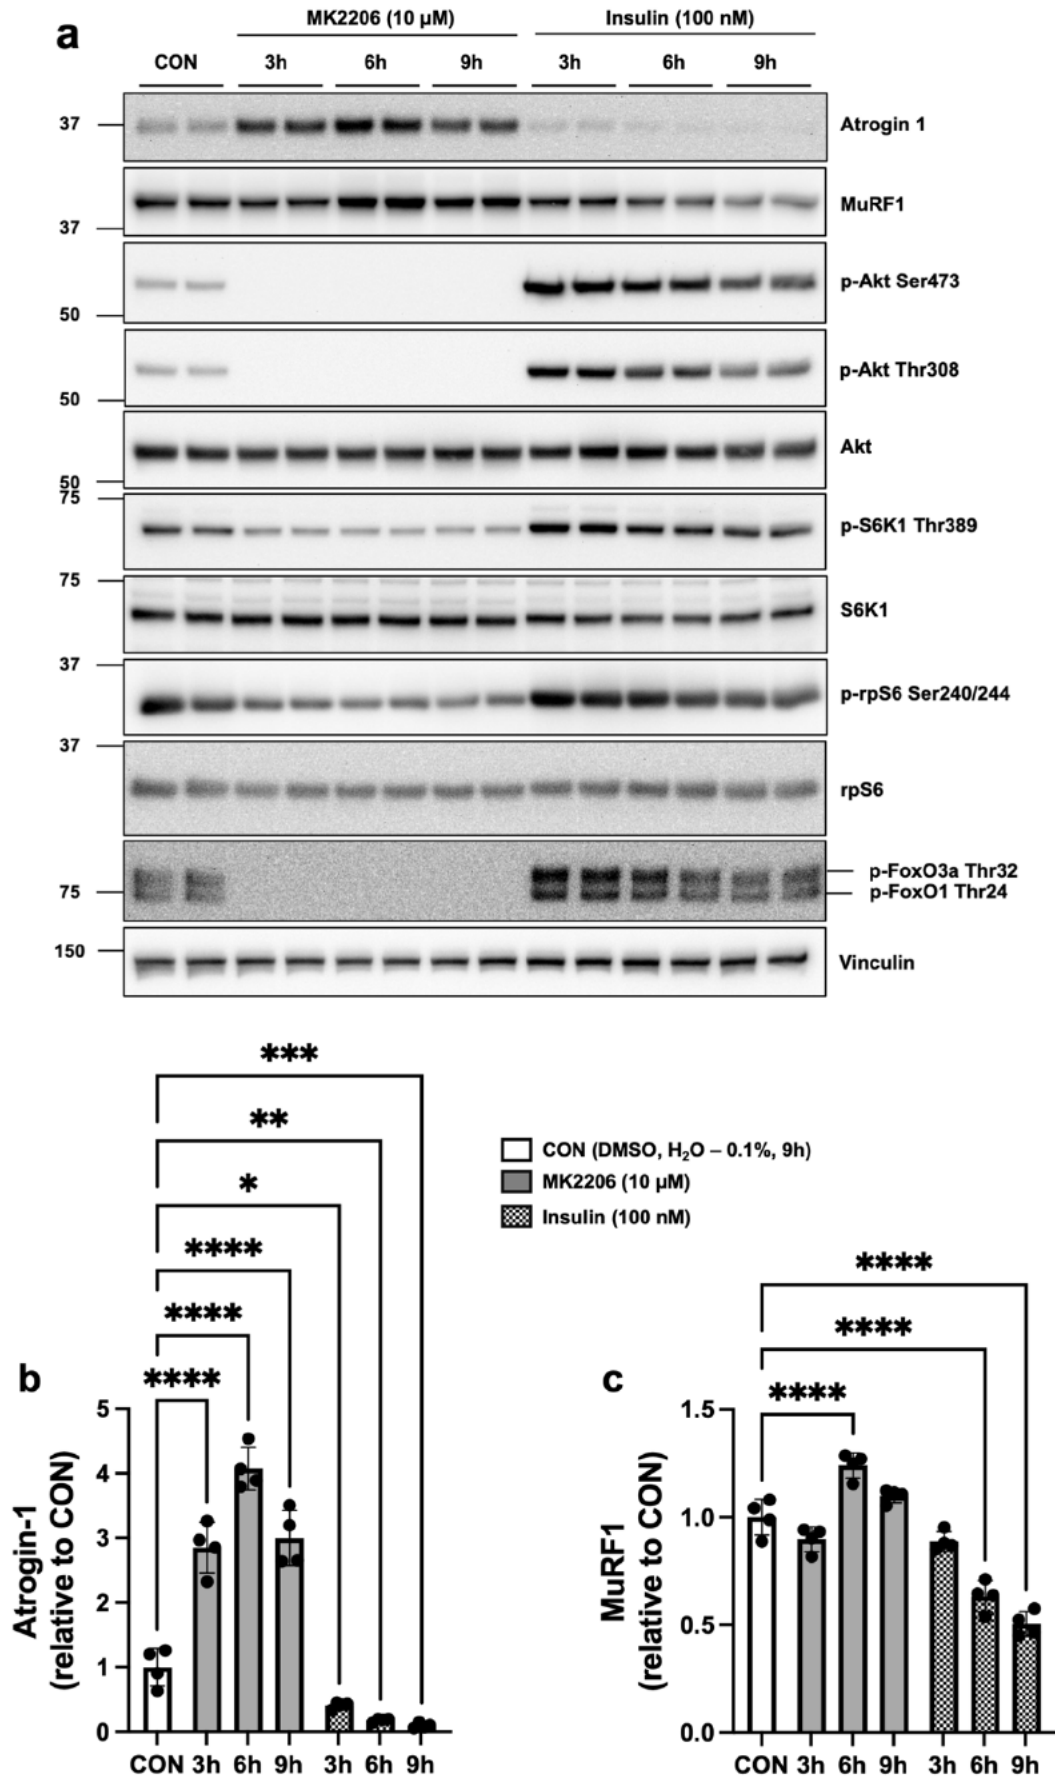 a
MK2206 (10 µM) Insulin (100 nM)
CON 3h 6h 9h 3h 6h 9h
37 Atrogin 1
MuRF1
37
p-Akt Ser473
50
p-Akt Thr308
50
Akt
50
75
p-S6K1 Thr389
75
S6K1
37
p-rpS6 Ser240/244
37
rpS6
p-FoxO3a Thr32
75 p-FoxO1 Thr24
150
Vinculin
***
**
*
****
****
****
CON (DMSO, H₂O – 0.1%, 9h)
MK2206 (10 µM)
Insulin (100 nM)
****
****
****
b
Atrogin-1
(relative to CON)
5
4
3
2
1
0
CON 3h 6h 9h 3h 6h 9h
c
MuRF1
(relative to CON)
1.5
1.0
0.5
0.0
CON 3h 6h 9h 3h 6h 9h